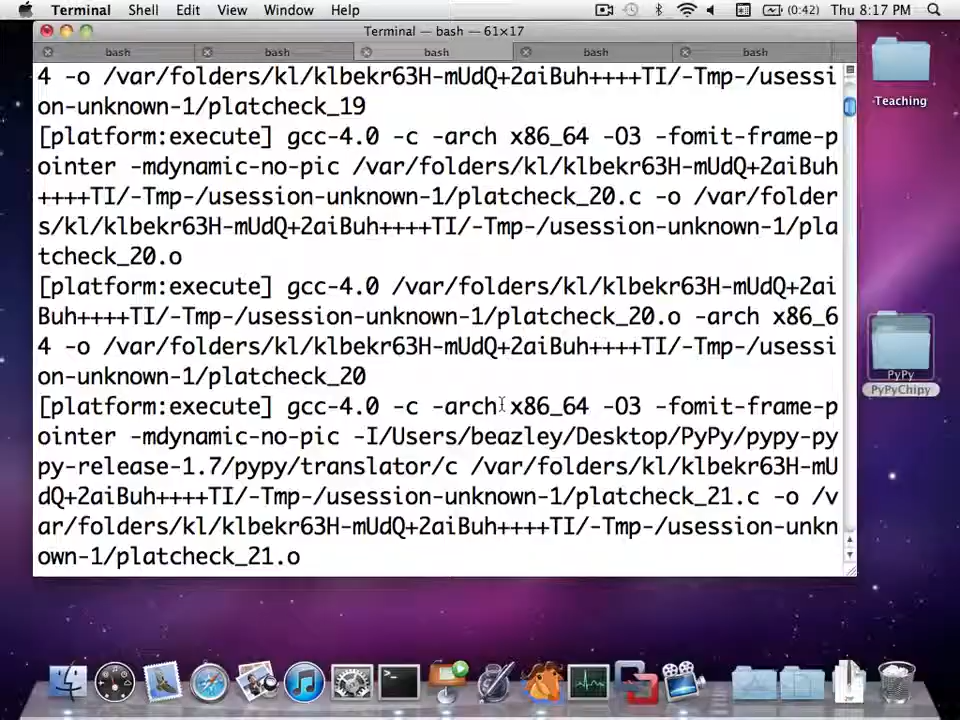 Terminal Shell Edit View Window Help (0:42) Thu 8:17 PM
Terminal — bash — 61×17
bash bash bash bash bash
4 -o /var/folders/kl/klbekr63H-mUdQ+2aiBuh++++TI/-Tmp-/usessi
on-unknown-1/platcheck_19
[platform:execute] gcc-4.0 -c -arch x86_64 -O3 -fomit-frame-p
ointer -mdynamic-no-pic /var/folders/kl/klbekr63H-mUdQ+2aiBuh
++++TI/-Tmp-/usession-unknown-1/platcheck_20.c -o /var/folder
s/kl/klbekr63H-mUdQ+2aiBuh++++TI/-Tmp-/usession-unknown-1/pla
tcheck_20.o
[platform:execute] gcc-4.0 /var/folders/kl/klbekr63H-mUdQ+2ai
Buh++++TI/-Tmp-/usession-unknown-1/platcheck_20.o -arch x86_6
4 -o /var/folders/kl/klbekr63H-mUdQ+2aiBuh++++TI/-Tmp-/usessi
on-unknown-1/platcheck_20
[platform:execute] gcc-4.0 -c -arch x86_64 -O3 -fomit-frame-p
ointer -mdynamic-no-pic -I/Users/beazley/Desktop/PyPy/pypy-py
py-release-1.7/pypy/translator/c /var/folders/kl/klbekr63H-mU
dQ+2aiBuh++++TI/-Tmp-/usession-unknown-1/platcheck_21.c -o /v
ar/folders/kl/klbekr63H-mUdQ+2aiBuh++++TI/-Tmp-/usession-unkn
own-1/platcheck_21.o
Teaching
PyPy
PyPyChipy